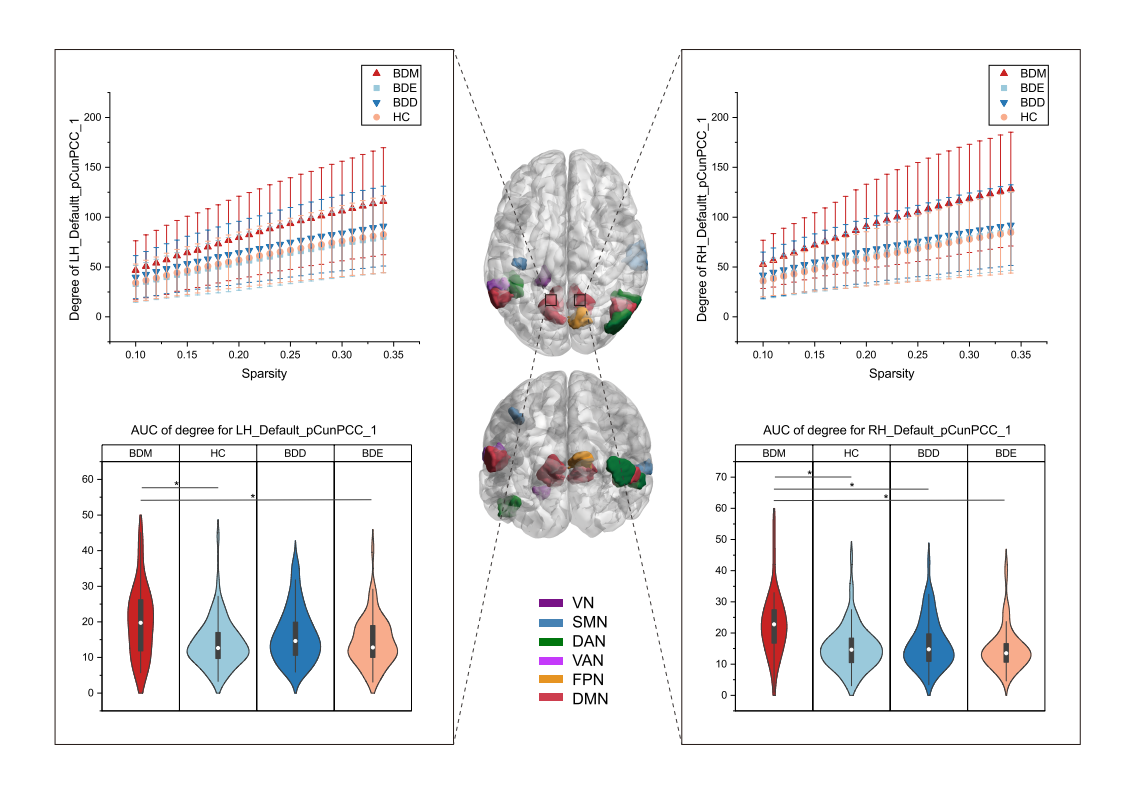 BDM
BDE
BDD
HC
200
150
100
50
0
Degree of LH_Defaultt_pCunPCC_1
0.10 0.15 0.20 0.25 0.30 0.35
Sparsity
AUC of degree for LH_Default_pCunPCC_1
BDM HC BDD BDE
60
50
40
30
20
10
0
* *
VN
SMN
DAN
VAN
FPN
DMN
BDM
BDE
BDD
HC
200
150
100
50
0
Degree of RH_Default_pCunPCC_1
0.10 0.15 0.20 0.25 0.30 0.35
Sparsity
AUC of degree for RH_Default_pCunPCC_1
BDM HC BDD BDE
70
60
50
40
30
20
10
0
* * *